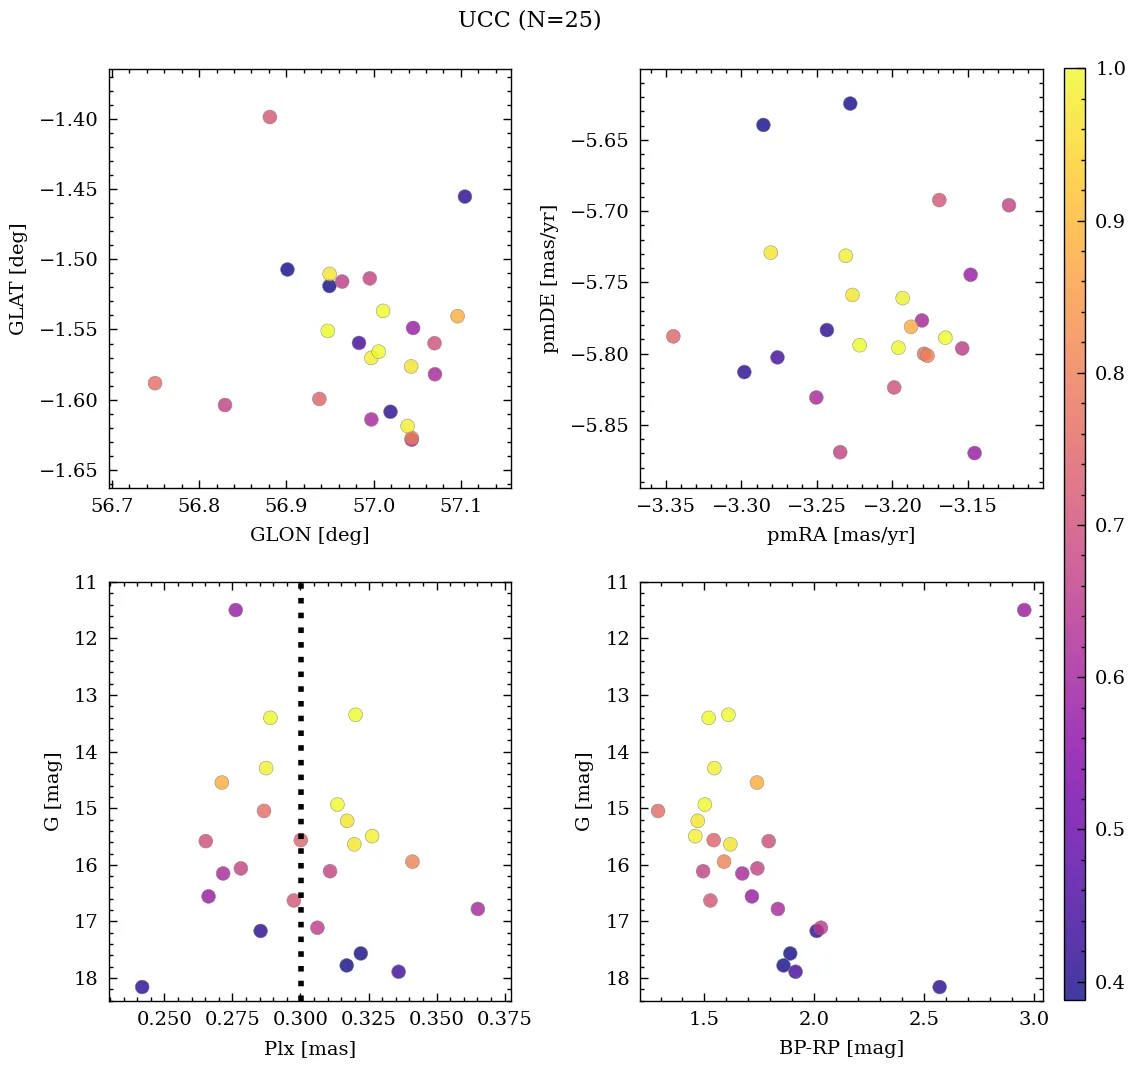 UCC (N=25)
−1.40
−1.45
−1.50
−1.55
−1.60
−1.65
GLAT [deg]
56.7 56.8 56.9 57.0 57.1
GLON [deg]
−5.65
−5.70
−5.75
−5.80
−5.85
pmDE [mas/yr]
−3.35 −3.30 −3.25 −3.20 −3.15
pmRA [mas/yr]
11
12
13
14
15
16
17
18
G [mag]
0.250 0.275 0.300 0.325 0.350 0.375
Plx [mas]
11
12
13
14
15
16
17
18
G [mag]
1.5 2.0 2.5 3.0
BP-RP [mag]
1.0
0.9
0.8
0.7
0.6
0.5
0.4